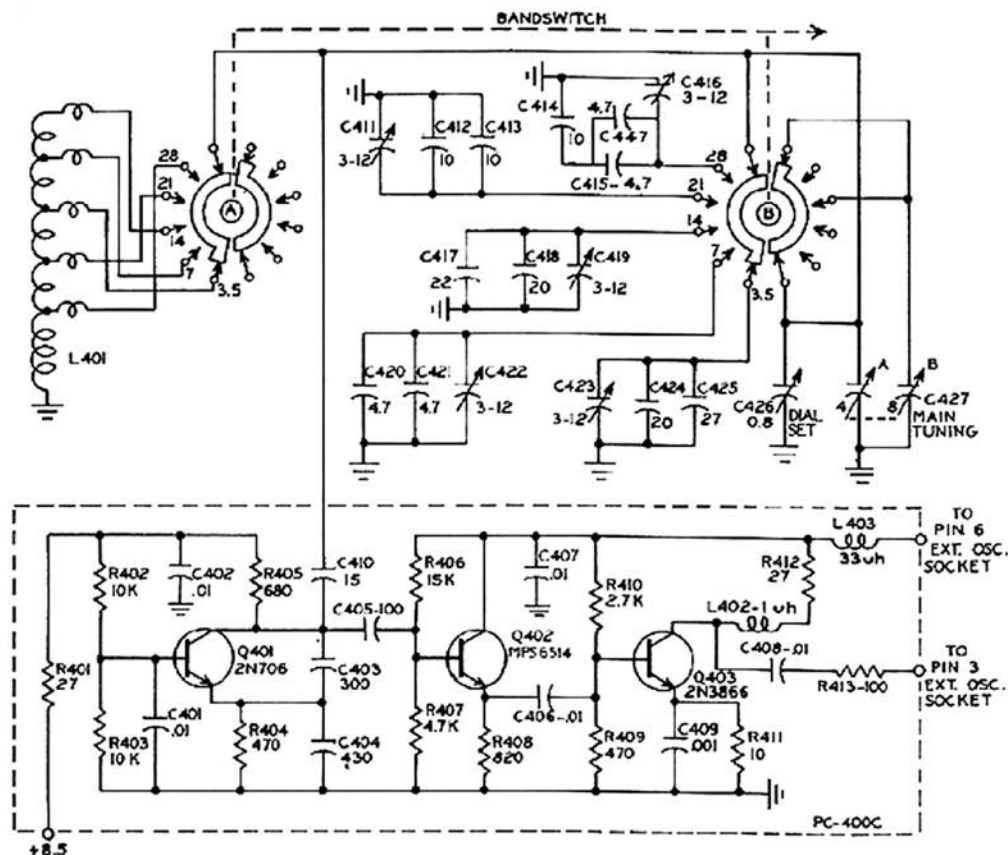 BANDSWITCH
C416
3-12
C414
10
4.7
C447
C415-4.7
C411
3-12
C412
10
C413
10
28
21
14
7
3.5
A
28
21
14
7
3.5
B
L401
C417
22
C418
20
C419
3-12
C420
4.7
C421
4.7
C422
3-12
C423
3-12
C424
20
C425
27
C426
0.8
DIAL
SET
A
4
B
8
C427
MAIN
TUNING
TO
PIN 6
EXT. OSC.
SOCKET
L403
33uh
R402
10K
C402
.01
R405
680
C410
15
R406
15K
C407
.01
R410
2.7K
R412
27
L402-1uh
C405-100
Q401
2N706
Q402
MPS6514
Q403
2N3866
C408-.01
R413-100
TO
PIN 3
EXT. OSC.
SOCKET
R401
27
C403
300
C406-.01
R403
10K
C401
.01
R404
470
C404
430
R407
4.7K
R408
820
R409
470
C409
.001
R411
10
PC-400C
+8.5